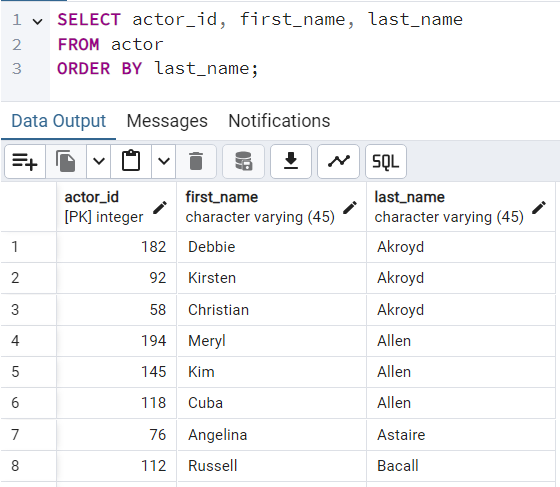 1 SELECT actor_id, first_name, last_name
2 FROM actor
3 ORDER BY last_name;
Data Output Messages Notifications
SQL
actor_id first_name last_name
[PK] integer character varying (45) character varying (45)
1 182 Debbie Akroyd
2 92 Kirsten Akroyd
3 58 Christian Akroyd
4 194 Meryl Allen
5 145 Kim Allen
6 118 Cuba Allen
7 76 Angelina Astaire
8 112 Russell Bacall